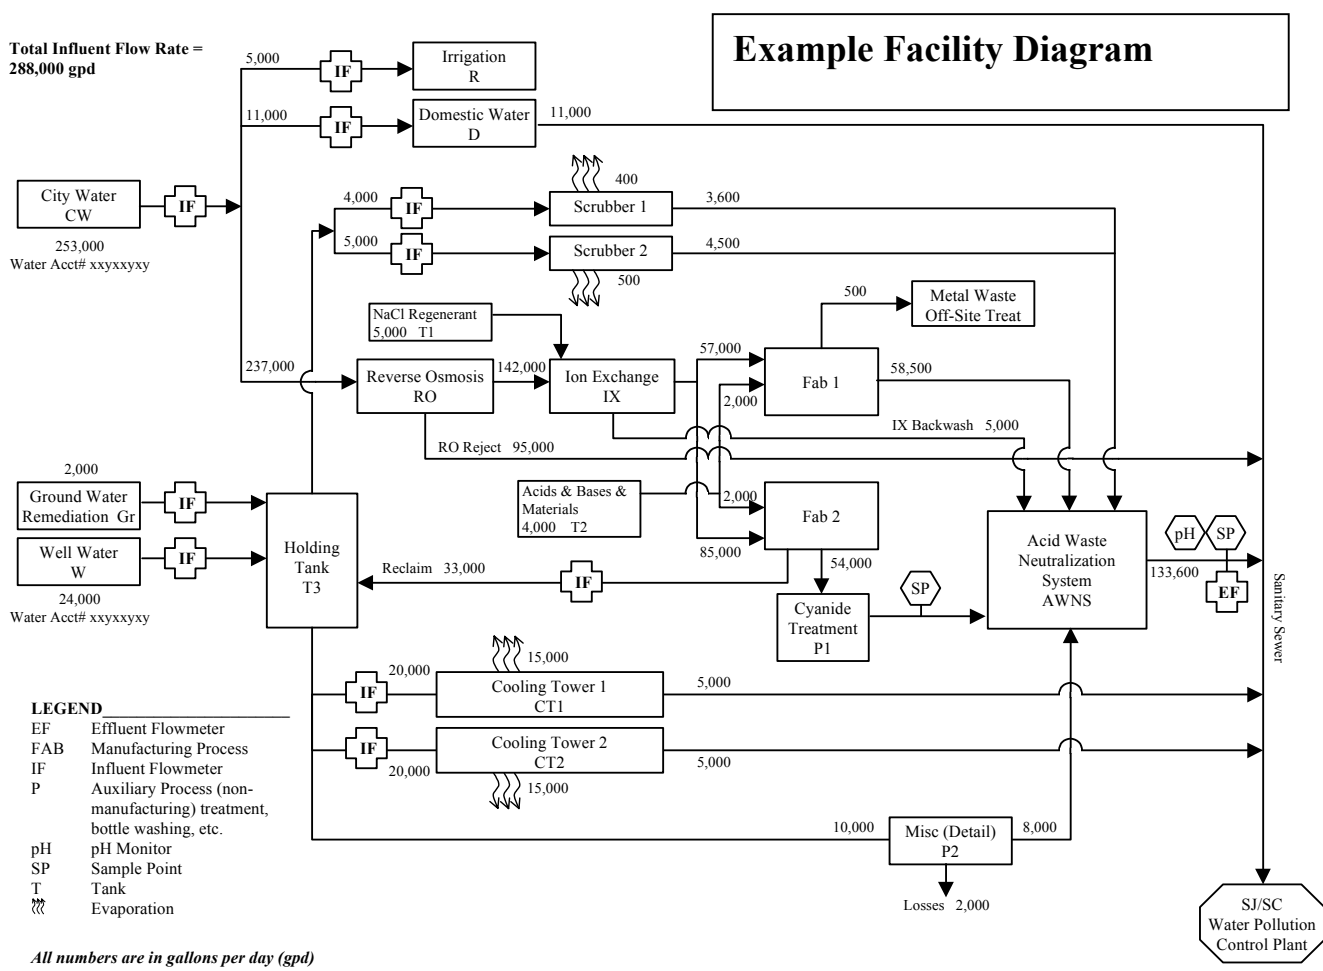 Example Facility Diagram
Total Influent Flow Rate =
288,000 gpd
5,000
IF
Irrigation
R
11,000
IF
Domestic Water
D
11,000
City Water
CW
IF
253,000
Water Acct# xxyxxyxy
4,000
IF
400
Scrubber 1
3,600
5,000
IF
Scrubber 2
500
4,500
NaCl Regenerant
5,000 T1
500
Metal Waste
Off-Site Treat
237,000
Reverse Osmosis
RO
142,000
Ion Exchange
IX
57,000
2,000
Fab 1
58,500
IX Backwash 5,000
RO Reject 95,000
2,000
Ground Water
Remediation Gr
IF
Well Water
W
IF
24,000
Water Acct# xxyxxyxy
Holding
Tank
T3
Acids & Bases &
Materials
4,000 T2
2,000
85,000
Fab 2
54,000
Reclaim 33,000
IF
Cyanide
Treatment
P1
SP
Acid Waste
Neutralization
System
AWNS
pH
SP
133,600
EF
Sanitary Sewer
15,000
20,000
IF
Cooling Tower 1
CT1
5,000
IF
20,000
Cooling Tower 2
CT2
5,000
15,000
10,000
Misc (Detail)
P2
8,000
Losses 2,000
SJ/SC
Water Pollution
Control Plant
LEGEND
EF Effluent Flowmeter
FAB Manufacturing Process
IF Influent Flowmeter
P Auxiliary Process (non-
manufacturing) treatment,
bottle washing, etc.
pH pH Monitor
SP Sample Point
T Tank
Evaporation
All numbers are in gallons per day (gpd)